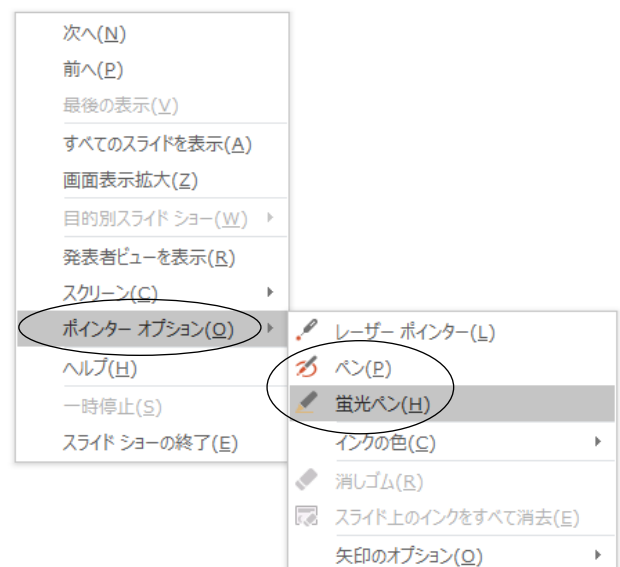 次へ(N)
前へ(P)
最後の表示(V)
すべてのスライドを表示(A)
画面表示拡大(Z)
目的別スライド ショー(W)
発表者ビューを表示(R)
スクリーン(C)
ポインター オプション(O)
ヘルプ(H)
一時停止(S)
スライド ショーの終了(E)
レーザー ポインター(L)
ペン(P)
蛍光ペン(H)
インクの色(C)
消しゴム(R)
スライド上のインクをすべて消去(E)
矢印のオプション(O)